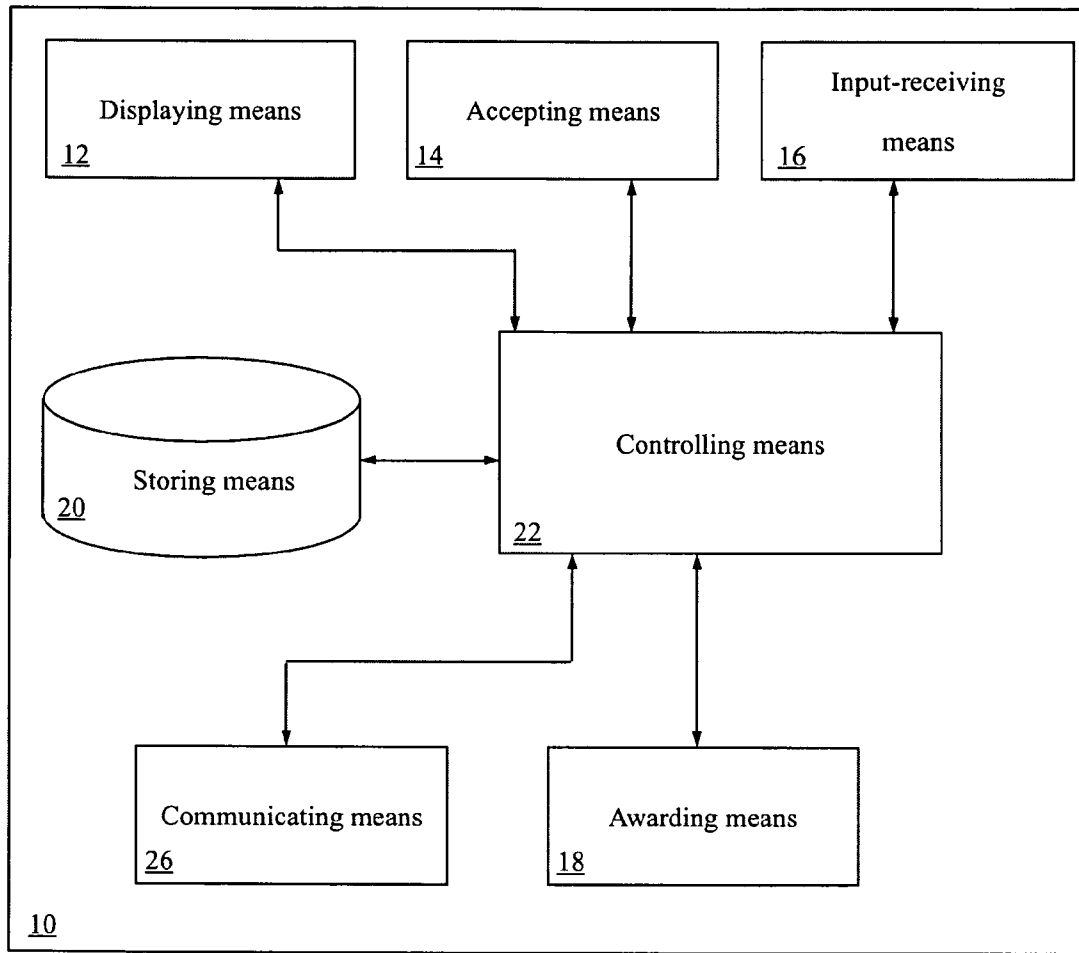 Displaying means
12
Accepting means
14
Input-receiving
means
16
Storing means
20
Controlling means
22
Communicating means
26
Awarding means
18
10